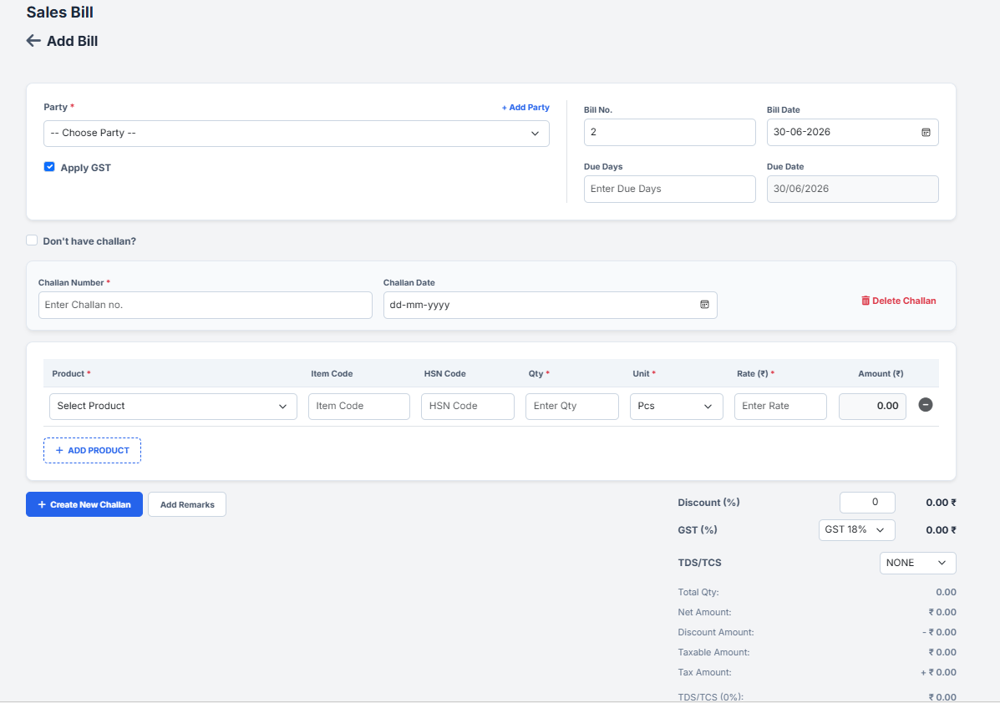 Sales Bill
Add Bill
Party *
+ Add Party
-- Choose Party --
Apply GST
Bill No.
Bill Date
2
30-06-2026
Due Days
Due Date
Enter Due Days
30/06/2026
Don't have challan?
Challan Number *
Challan Date
Enter Challan no.
dd-mm-yyyy
Delete Challan
Product * Item Code HSN Code Qty * Unit * Rate (₹) * Amount (₹)
Select Product Item Code HSN Code Enter Qty Pcs Enter Rate 0.00
+ ADD PRODUCT
+ Create New Challan
Add Remarks
Discount (%) 0 0.00 ₹
GST (%) GST 18% 0.00 ₹
TDS/TCS NONE
Total Qty: 0.00
Net Amount: ₹ 0.00
Discount Amount: - ₹ 0.00
Taxable Amount: ₹ 0.00
Tax Amount: + ₹ 0.00
TDS/TCS (0%): ₹ 0.00